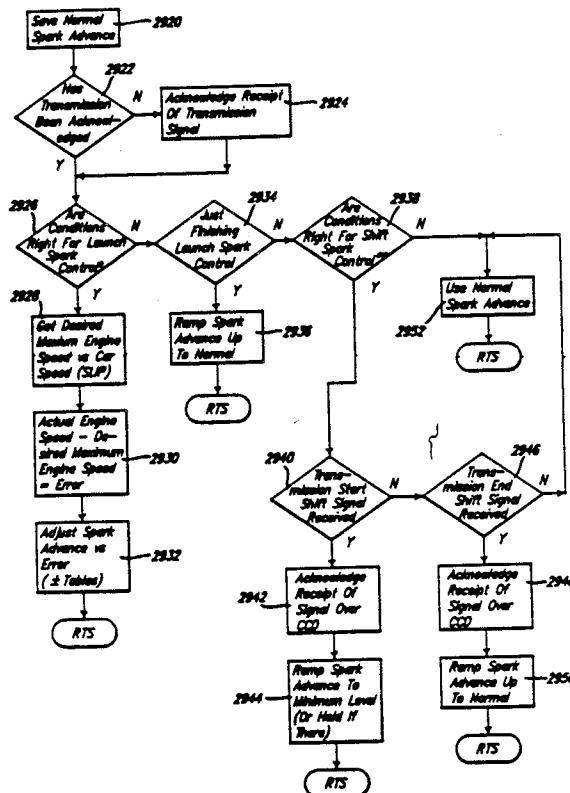 Save Normal
Spark Advance
2920
2922
Has
Transmission
Been Acknowl-
edged
N
Y
Acknowledge Receipt
Of Transmission
Signal
2924
2926
Are
Conditions
Right For Launch
Spark
Control*
N
Y
2934
Just
Finishing
Launch Spark
Control
N
Y
2938
Are
Conditions
Right For Shift
Spark
N
Y
2928
Get Desired
Maximum Engine
Speed vs Car
Speed (SLIP)
Ramp Spark
Advance Up
To Normal
2936
RTS
Use Normal
Spark Advance
2952
RTS
Actual Engine
Speed - De-
sired Maximum
Engine Speed
= Error
2930
Adjust Spark
Advance vs
Error
(± Tables)
2932
RTS
2940
Trans-
mission Start
Shift Signal
Received
N
Y
2946
Trans-
mission End
Shift Signal
Received
N
Y
2942
Acknowledge
Receipt Of
Signal Over
CCD
Acknowledge
Receipt Of
Signal Over
CCD
2944
Ramp Spark
Advance To
Minimum Level
(Or Hold If
There)
RTS
Ramp Spark
Advance Up
To Normal
RTS